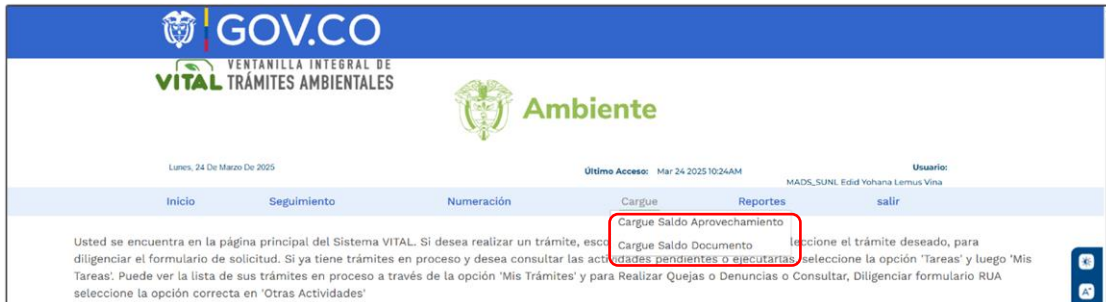 GOV.CO
VENTANILLA INTEGRAL DE
VITAL TRÁMITES AMBIENTALES
Ambiente
Lunes, 24 De Marzo De 2025
Último Acceso: Mar 24 2025 10:24AM
Usuario:
MADS_SUNL Edid Yohana Lemus Vina
Inicio Seguimiento Numeración Cargue Reportes salir
Cargue Saldo Aprovechamiento
Cargue Saldo Documento
Usted se encuentra en la página principal del Sistema VITAL. Si desea realizar un trámite, esco leccione el trámite deseado, para
diligenciar el formulario de solicitud. Si ya tiene trámites en proceso y desea consultar las actividades pendientes o ejecutarlas, seleccione la opción 'Tareas' y luego 'Mis
Tareas'. Puede ver la lista de sus trámites en proceso a través de la opción 'Mis Trámites' y para Realizar Quejas o Denuncias o Consultar, Diligenciar formulario RUA
seleccione la opción correcta en 'Otras Actividades'